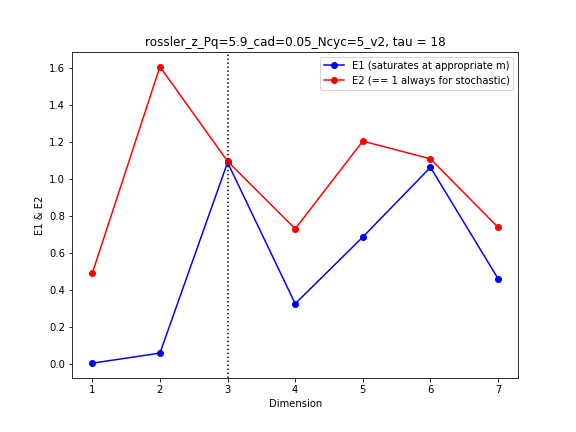 rossler_z_Pq=5.9_cad=0.05_Ncyc=5_v2, tau = 18
E1 (saturates at appropriate m)
E2 (== 1 always for stochastic)
1.6
1.4
1.2
1.0
0.8
0.6
0.4
0.2
0.0
E1 & E2
1 2 3 4 5 6 7
Dimension